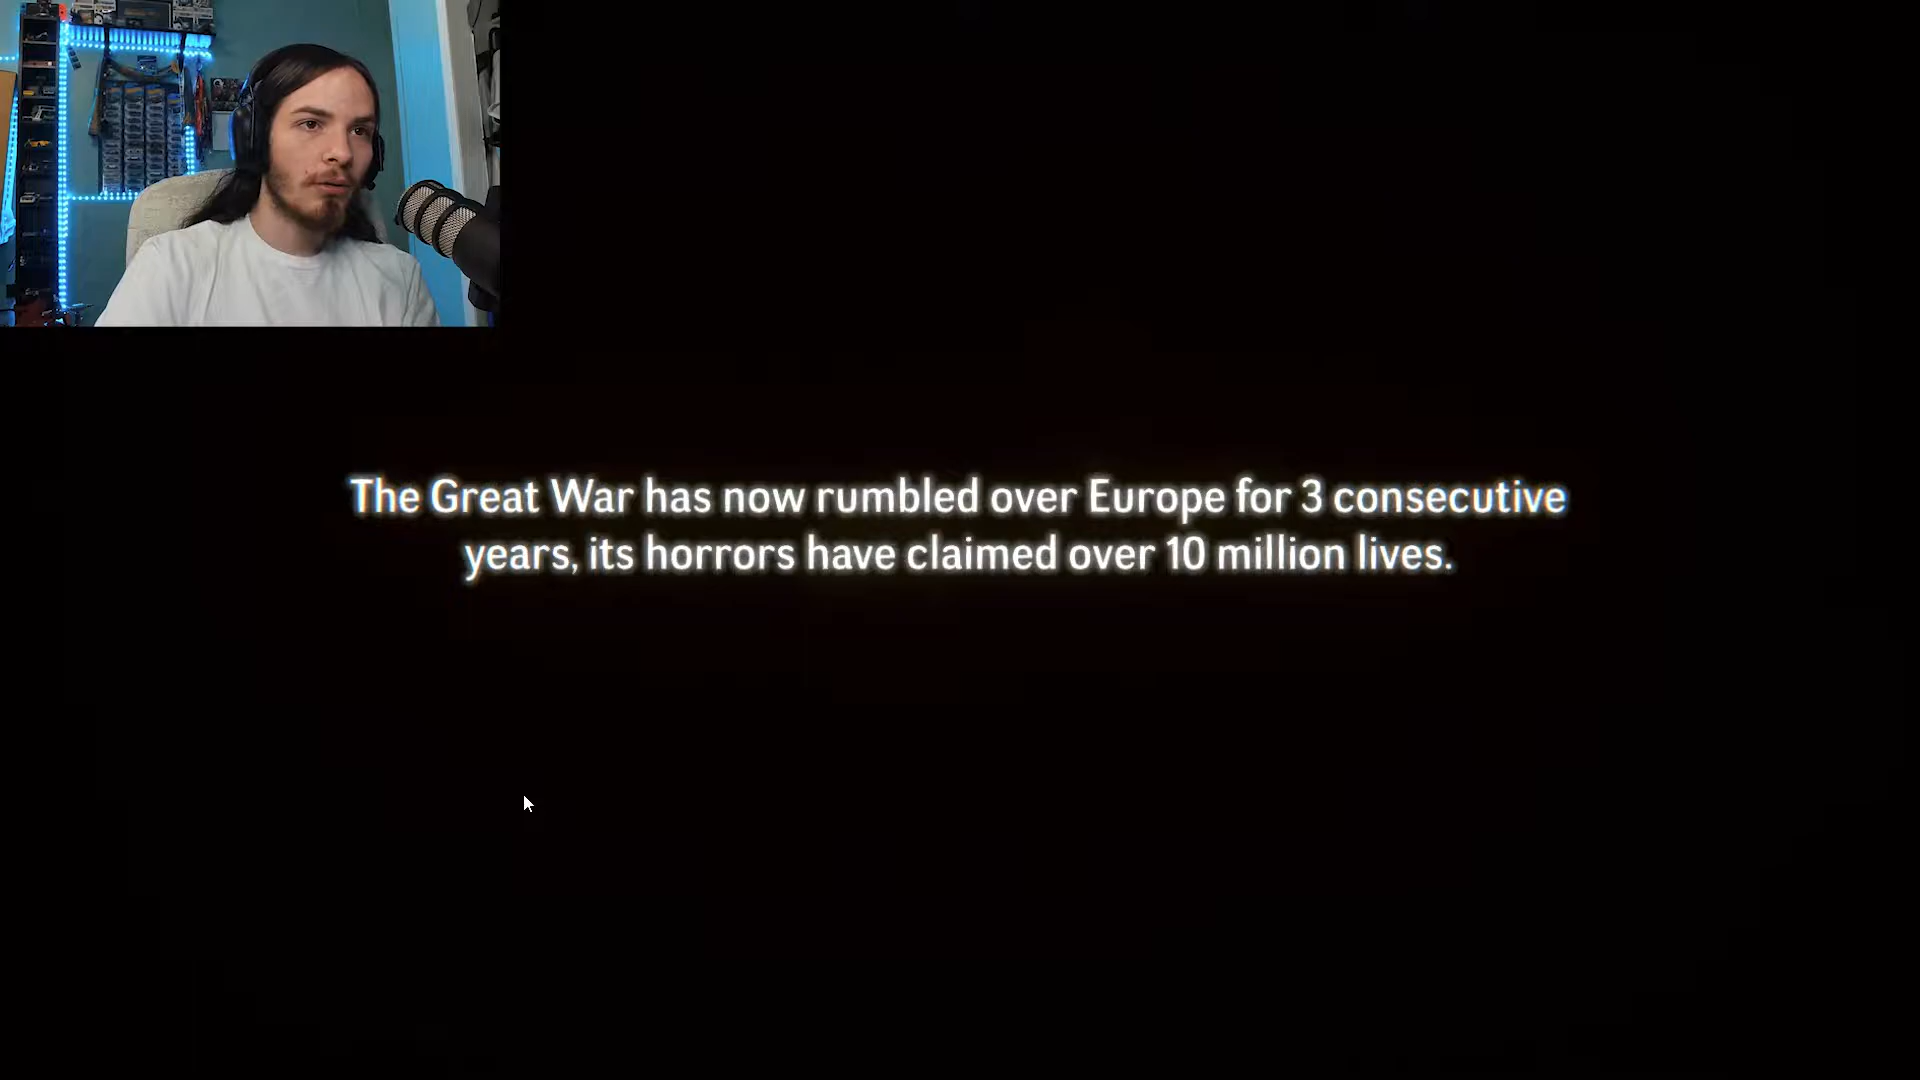 The Great War has now rumbled over Europe for 3 consecutive
years, its horrors have claimed over 10 million lives.